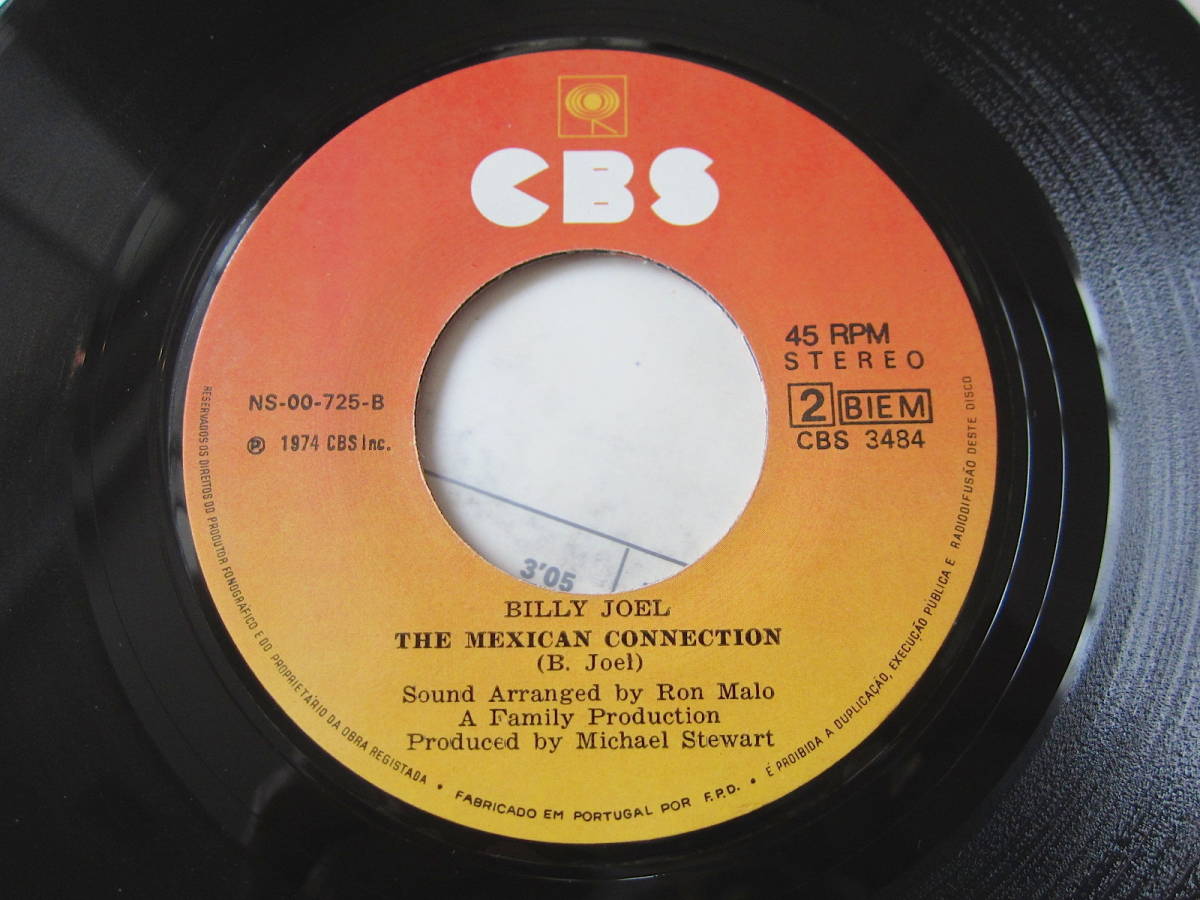 CBS
45 RPM
STEREO
2 BIEM
CBS 3484
NS-00-725-B
℗ 1974 CBS Inc.
3'05
BILLY JOEL
THE MEXICAN CONNECTION
(B. Joel)
Sound Arranged by Ron Malo
A Family Production
Produced by Michael Stewart
RESERVADOS OS DIREITOS DO PRODUTOR FONOGRÁFICO E DO PROPRIETÁRIO DA OBRA REGISTADA • FABRICADO EM PORTUGAL POR F.P.D. • É PROIBIDA A DUPLICAÇÃO, EXECUÇÃO PÚBLICA E RADIODIFUSÃO DESTE DISCO